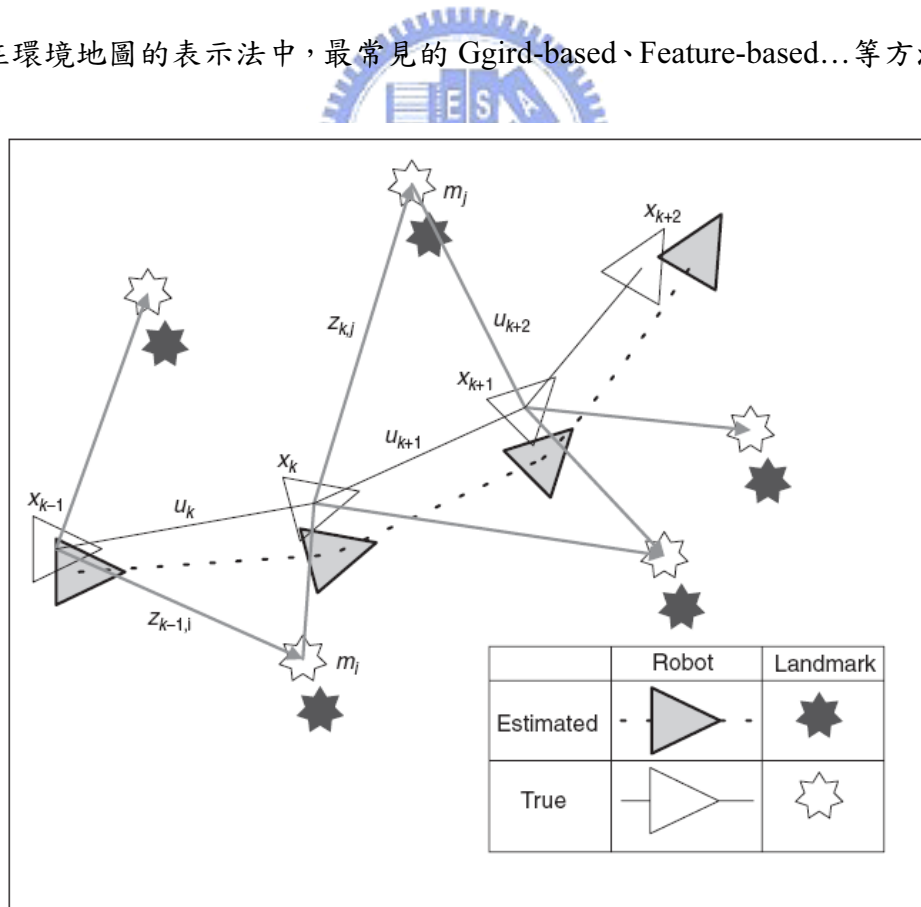 在環境地圖的表示法中，最常見的 Ggird-based、Feature-based…等方法
ESA
m_j
x_{k+2}
z_{k,j}
u_{k+2}
x_{k+1}
u_{k+1}
x_k
x_{k–1}
u_k
z_{k–1,i}
m_i
Robot Landmark
Estimated
True